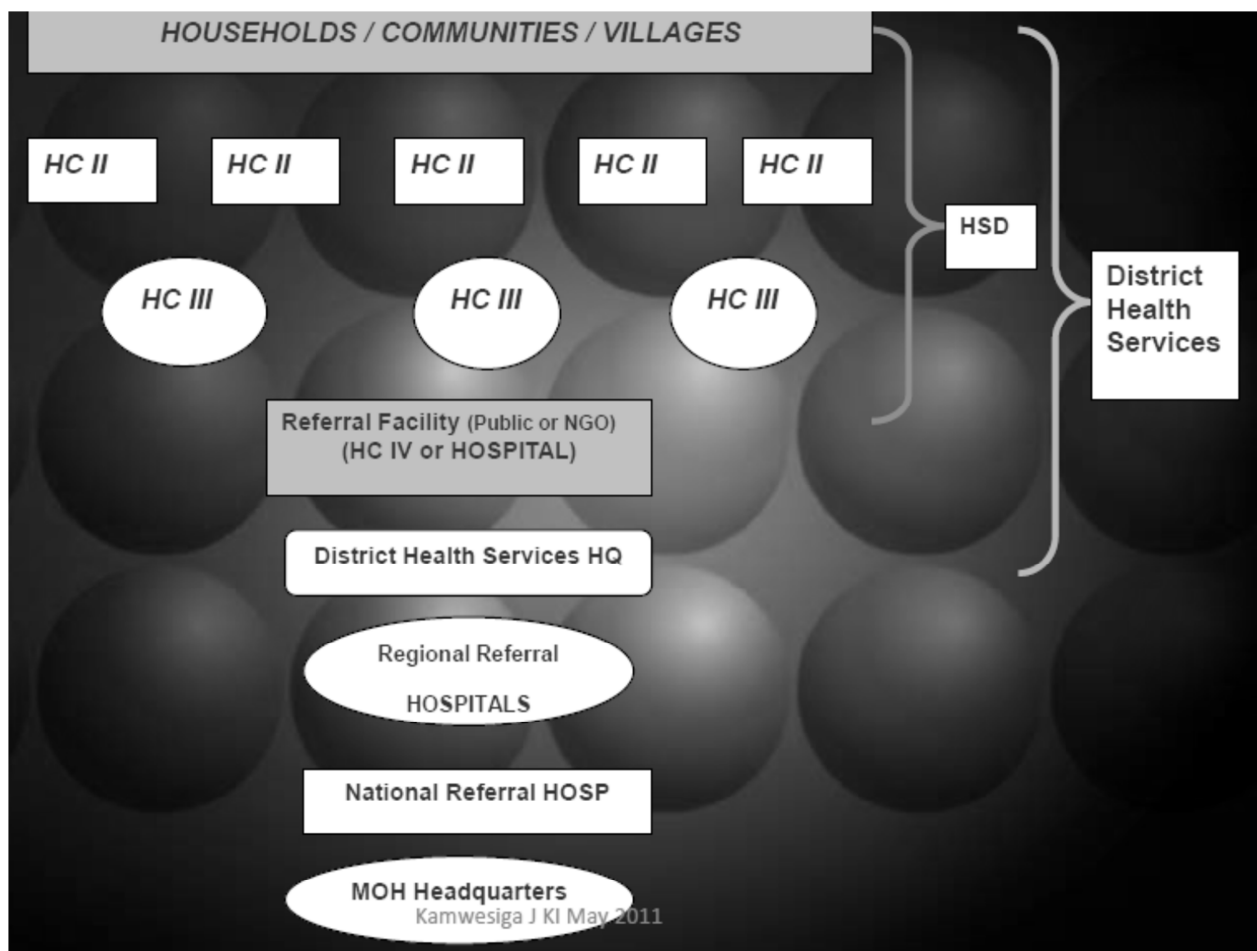 HOUSEHOLDS / COMMUNITIES / VILLAGES
HC II
HC II
HC II
HC II
HC II
HSD
District
Health
Services
HC III
HC III
HC III
Referral Facility (Public or NGO)
(HC IV or HOSPITAL)
District Health Services HQ
Regional Referral
HOSPITALS
National Referral HOSP
MOH Headquarters
Kamwesiga J KI May 2011